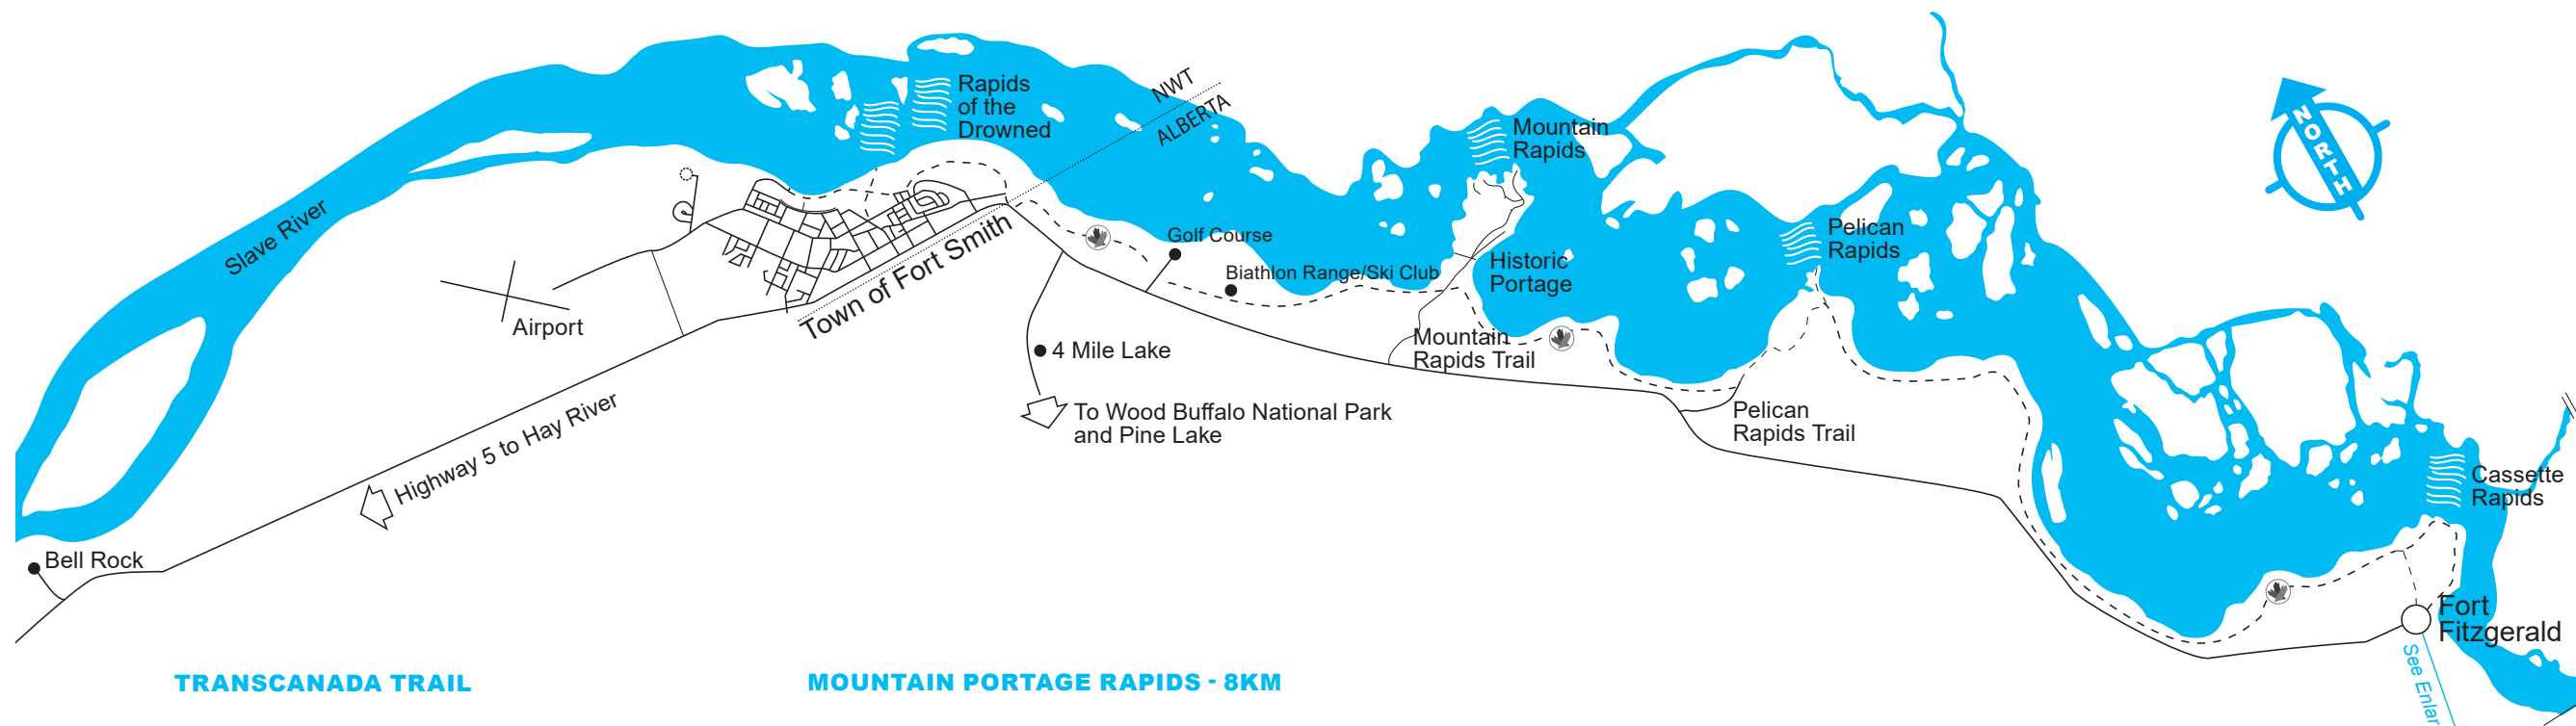 Rapids
of the
Drowned
NWT
ALBERTA
Mountain
Rapids
NORTH
Slave River
Golf Course
Pelican
Rapids
Town of Fort Smith
Biathlon Range/Ski Club
Historic
Portage
Airport
4 Mile Lake
Mountain
Rapids Trail
To Wood Buffalo National Park
and Pine Lake
Pelican
Rapids Trail
Highway 5 to Hay River
Cassette
Rapids
Bell Rock
Fort
Fitzgerald
See Enlar
TRANSCANADA TRAIL
MOUNTAIN PORTAGE RAPIDS - 8KM